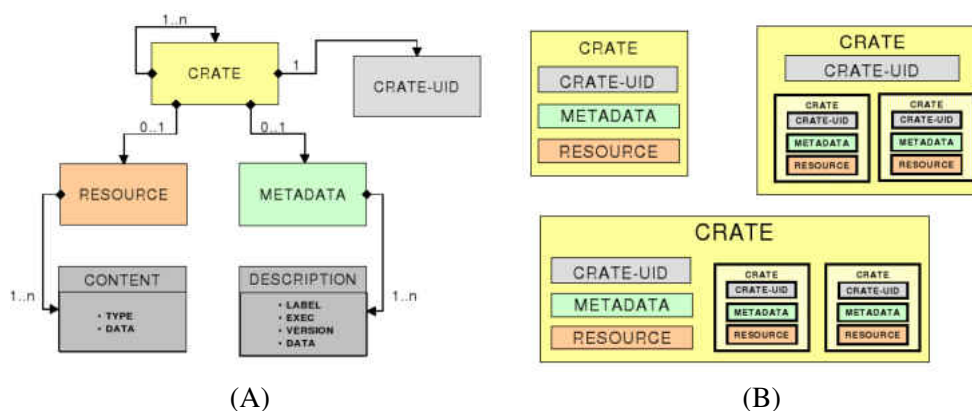 1..n
CRATE
1
CRATE-UID
0..1
0..1
RESOURCE
METADATA
CONTENT
• TYPE
• DATA
1..n
DESCRIPTION
• LABEL
• EXEC
• VERSION
• DATA
1..n
(A)
CRATE
CRATE-UID
METADATA
RESOURCE
CRATE
CRATE-UID
CRATE
CRATE-UID
METADATA
RESOURCE
CRATE
CRATE-UID
METADATA
RESOURCE
CRATE
CRATE-UID
METADATA
RESOURCE
CRATE
CRATE-UID
METADATA
RESOURCE
CRATE
CRATE-UID
METADATA
RESOURCE
(B)